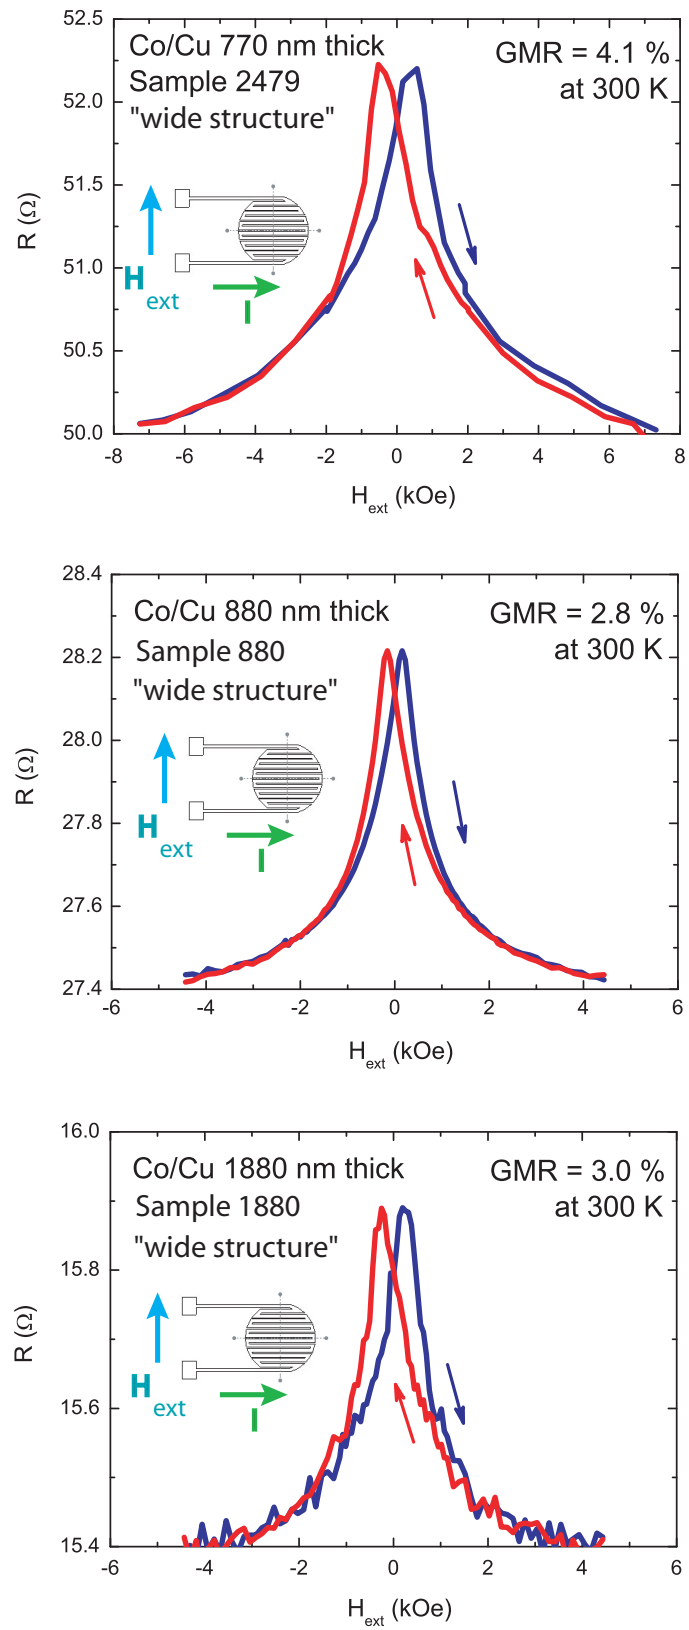 52.5
52.0
51.5
51.0
50.5
50.0
R (Ω)
Co/Cu 770 nm thick
Sample 2479
"wide structure"
GMR = 4.1 %
at 300 K
H ext
I
-8 -6 -4 -2 0 2 4 6 8
H ext (kOe)
28.4
28.2
28.0
27.8
27.6
27.4
R (Ω)
Co/Cu 880 nm thick
Sample 880
"wide structure"
GMR = 2.8 %
at 300 K
H ext
I
-6 -4 -2 0 2 4 6
H ext (kOe)
16.0
15.8
15.6
15.4
R (Ω)
Co/Cu 1880 nm thick
Sample 1880
"wide structure"
GMR = 3.0 %
at 300 K
H ext
I
-6 -4 -2 0 2 4 6
H ext (kOe)